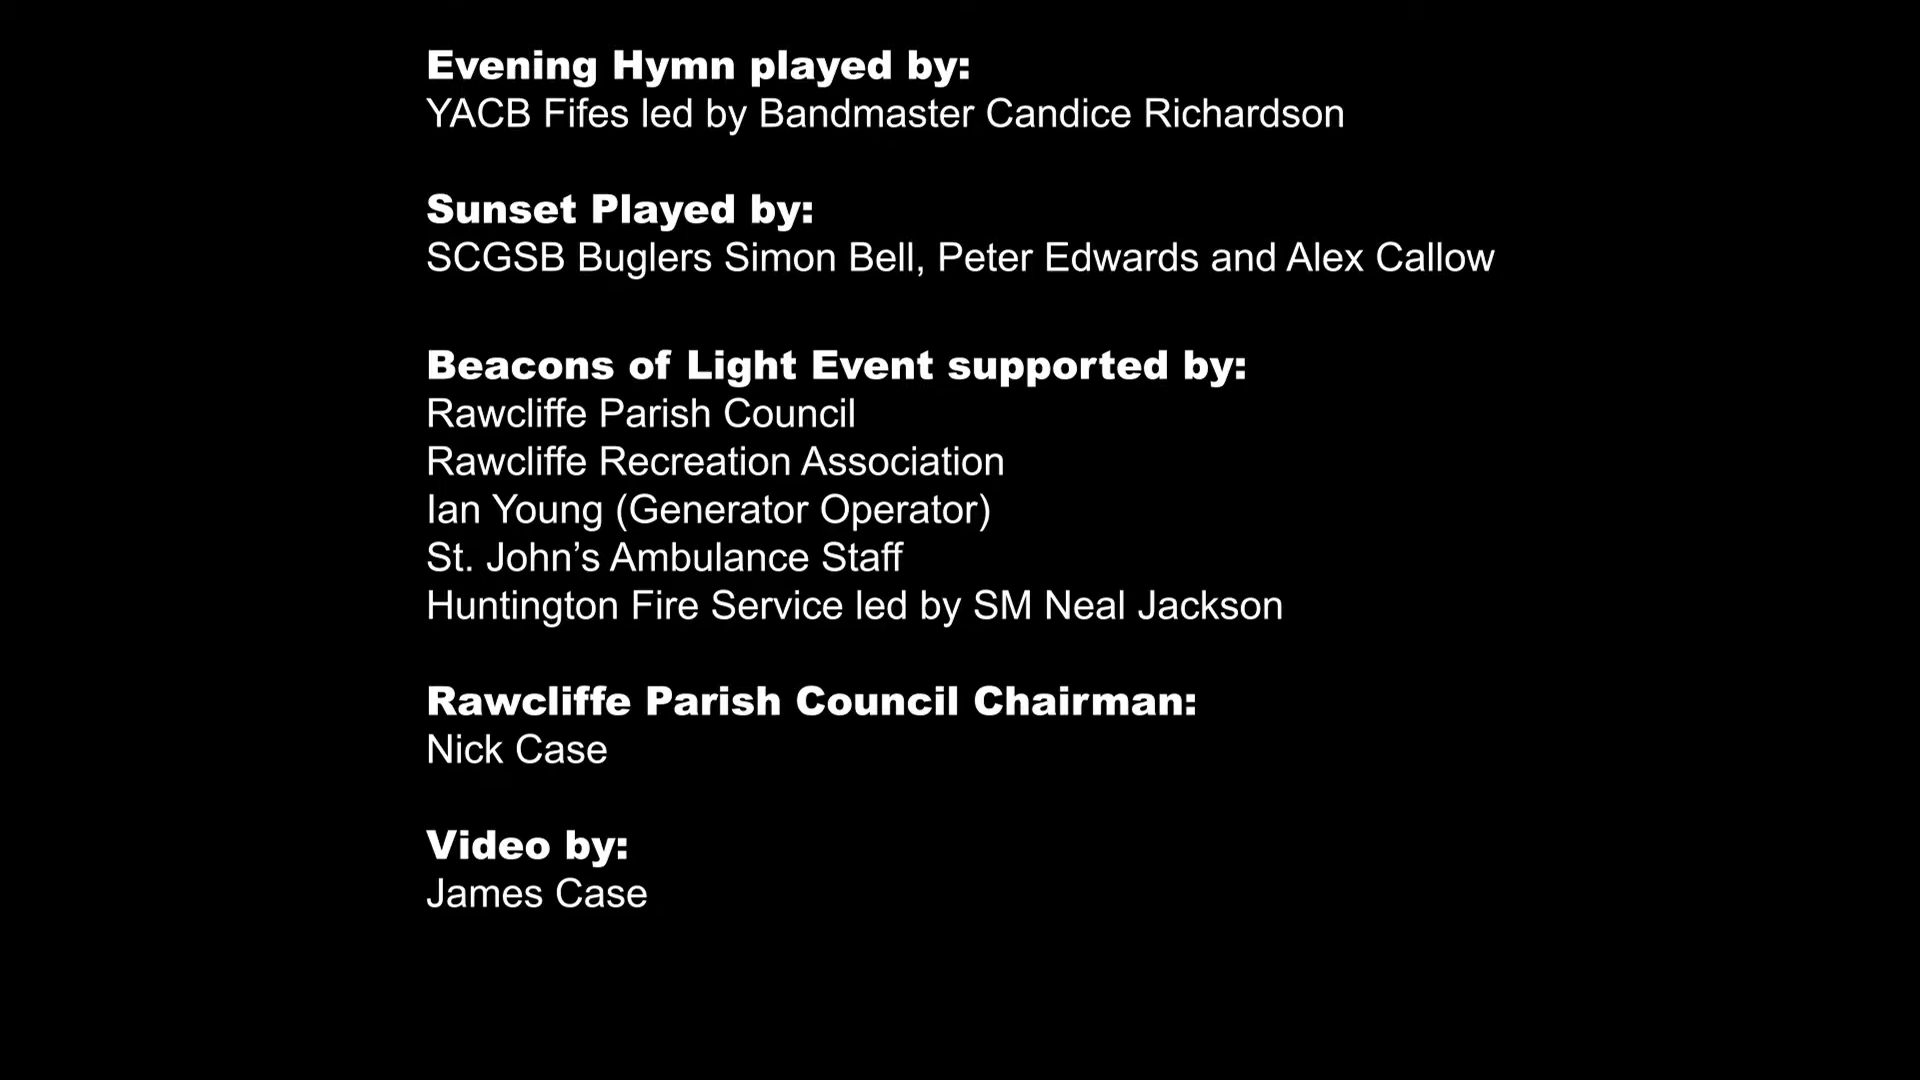 Evening Hymn played by:
YACB Fifes led by Bandmaster Candice Richardson
Sunset Played by:
SCGSB Buglers Simon Bell, Peter Edwards and Alex Callow
Beacons of Light Event supported by:
Rawcliffe Parish Council
Rawcliffe Recreation Association
Ian Young (Generator Operator)
St. John’s Ambulance Staff
Huntington Fire Service led by SM Neal Jackson
Rawcliffe Parish Council Chairman:
Nick Case
Video by:
James Case